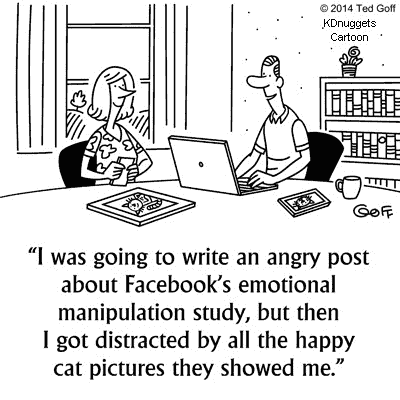 © 2014 Ted Goff
KDnuggets
Cartoon
GOFF
“I was going to write an angry post
about Facebook’s emotional
manipulation study, but then
I got distracted by all the happy
cat pictures they showed me.”